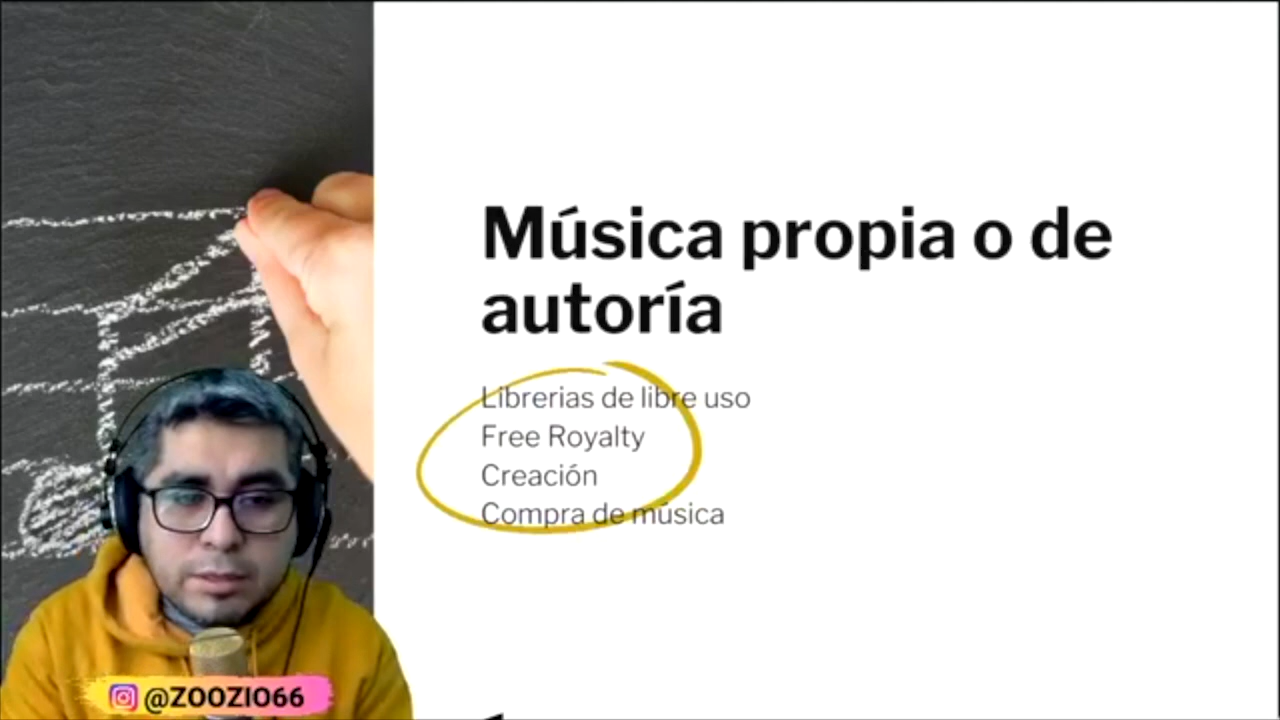 Música propia o de
autoría
Librerias de libre uso
Free Royalty
Creación
Compra de música
@ZOOZIO66